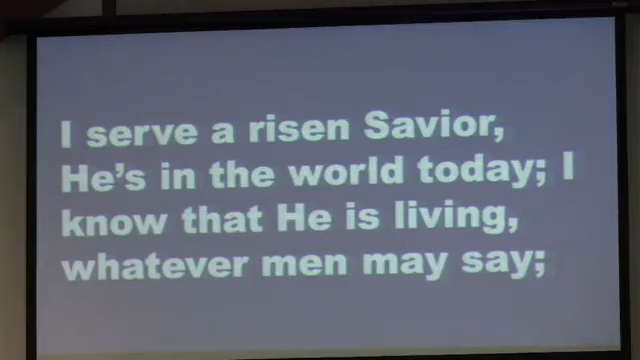 I serve a risen Savior,
He's in the world today; I
know that He is living,
whatever men may say;